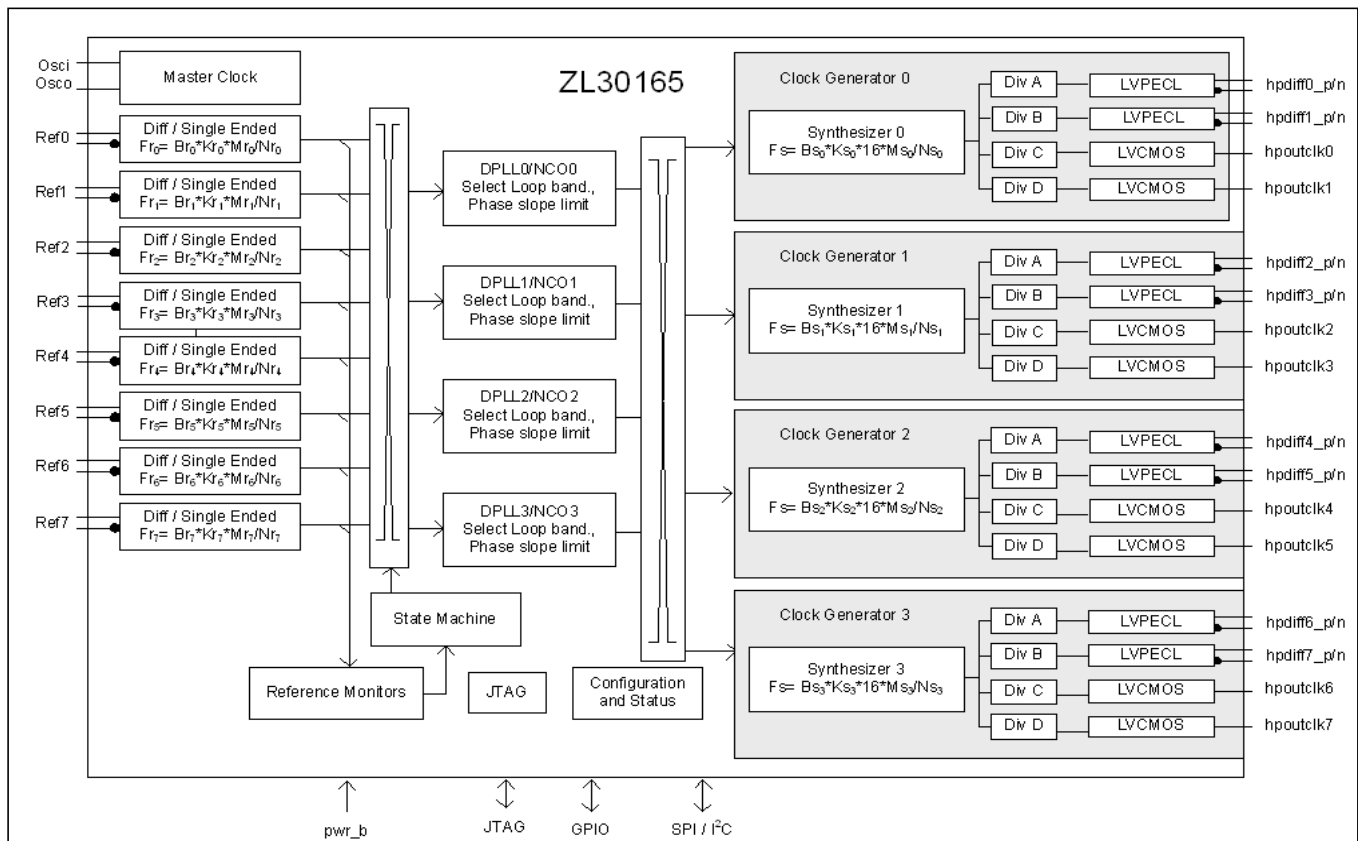 ZL30165
Osci
Osco
Master Clock
Ref0
Diff / Single Ended
Fr₀= Br₀*Kr₀*Mr₀/Nr₀
Ref1
Diff / Single Ended
Fr₁= Br₁*Kr₁*Mr₁/Nr₁
Ref2
Diff / Single Ended
Fr₂= Br₂*Kr₂*Mr₂/Nr₂
Ref3
Diff / Single Ended
Fr₃= Br₃*Kr₃*Mr₃/Nr₃
Ref4
Diff / Single Ended
Fr₄= Br₄*Kr₄*Mr₄/Nr₄
Ref5
Diff / Single Ended
Fr₅= Br₅*Kr₅*Mr₅/Nr₅
Ref6
Diff / Single Ended
Fr₆= Br₆*Kr₆*Mr₆/Nr₆
Ref7
Diff / Single Ended
Fr₇= Br₇*Kr₇*Mr₇/Nr₇
DPLL0/NCO0
Select Loop band.,
Phase slope limit
DPLL1/NCO1
Select Loop band.,
Phase slope limit
DPLL2/NCO2
Select Loop band.,
Phase slope limit
DPLL3/NCO3
Select Loop band.,
Phase slope limit
State Machine
Reference Monitors
JTAG
Configuration
and Status
Clock Generator 0
Synthesizer 0
Fs= Bs₀*Ks₀*16*Ms₀/Ns₀
Div A
LVPECL
hpdiff0_p/n
Div B
LVPECL
hpdiff1_p/n
Div C
LVCMOS
hpoutclk0
Div D
LVCMOS
hpoutclk1
Clock Generator 1
Synthesizer 1
Fs= Bs₁*Ks₁*16*Ms₁/Ns₁
Div A
LVPECL
hpdiff2_p/n
Div B
LVPECL
hpdiff3_p/n
Div C
LVCMOS
hpoutclk2
Div D
LVCMOS
hpoutclk3
Clock Generator 2
Synthesizer 2
Fs= Bs₂*Ks₂*16*Ms₂/Ns₂
Div A
LVPECL
hpdiff4_p/n
Div B
LVPECL
hpdiff5_p/n
Div C
LVCMOS
hpoutclk4
Div D
LVCMOS
hpoutclk5
Clock Generator 3
Synthesizer 3
Fs= Bs₃*Ks₃*16*Ms₃/Ns₃
Div A
LVPECL
hpdiff6_p/n
Div B
LVPECL
hpdiff7_p/n
Div C
LVCMOS
hpoutclk6
Div D
LVCMOS
hpoutclk7
pwr_b
JTAG
GPIO
SPI / I²C